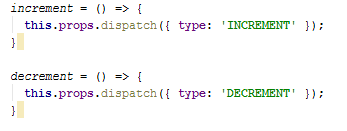 increment = () => {
  this.props.dispatch({ type: 'INCREMENT' });
}

decrement = () => {
  this.props.dispatch({ type: 'DECREMENT' });
}